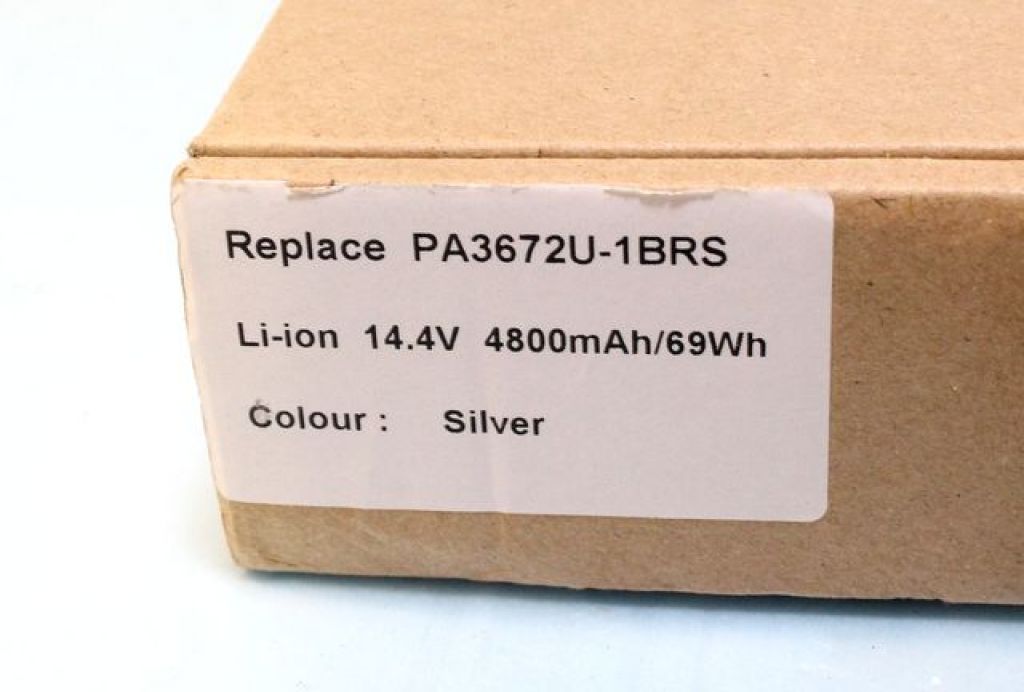 Replace PA3672U-1BRS
Li-ion 14.4V 4800mAh/69Wh
Colour : Silver